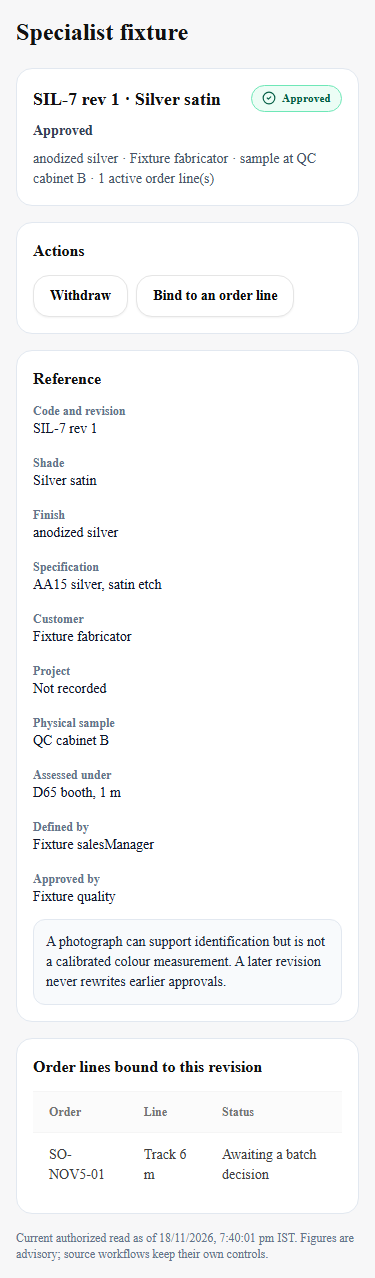 Specialist fixture
SIL-7 rev 1 · Silver satin
Approved
Approved
anodized silver · Fixture fabricator · sample at QC
cabinet B · 1 active order line(s)
Actions
Withdraw
Bind to an order line
Reference
Code and revision
SIL-7 rev 1
Shade
Silver satin
Finish
anodized silver
Specification
AA15 silver, satin etch
Customer
Fixture fabricator
Project
Not recorded
Physical sample
QC cabinet B
Assessed under
D65 booth, 1 m
Defined by
Fixture salesManager
Approved by
Fixture quality
A photograph can support identification but is not
a calibrated colour measurement. A later revision
never rewrites earlier approvals.
Order lines bound to this revision
Order Line Status
SO- Track 6 Awaiting a batch
NOV5-01 m decision
Current authorized read as of 18/11/2026, 7:40:01 pm IST. Figures are
advisory; source workflows keep their own controls.